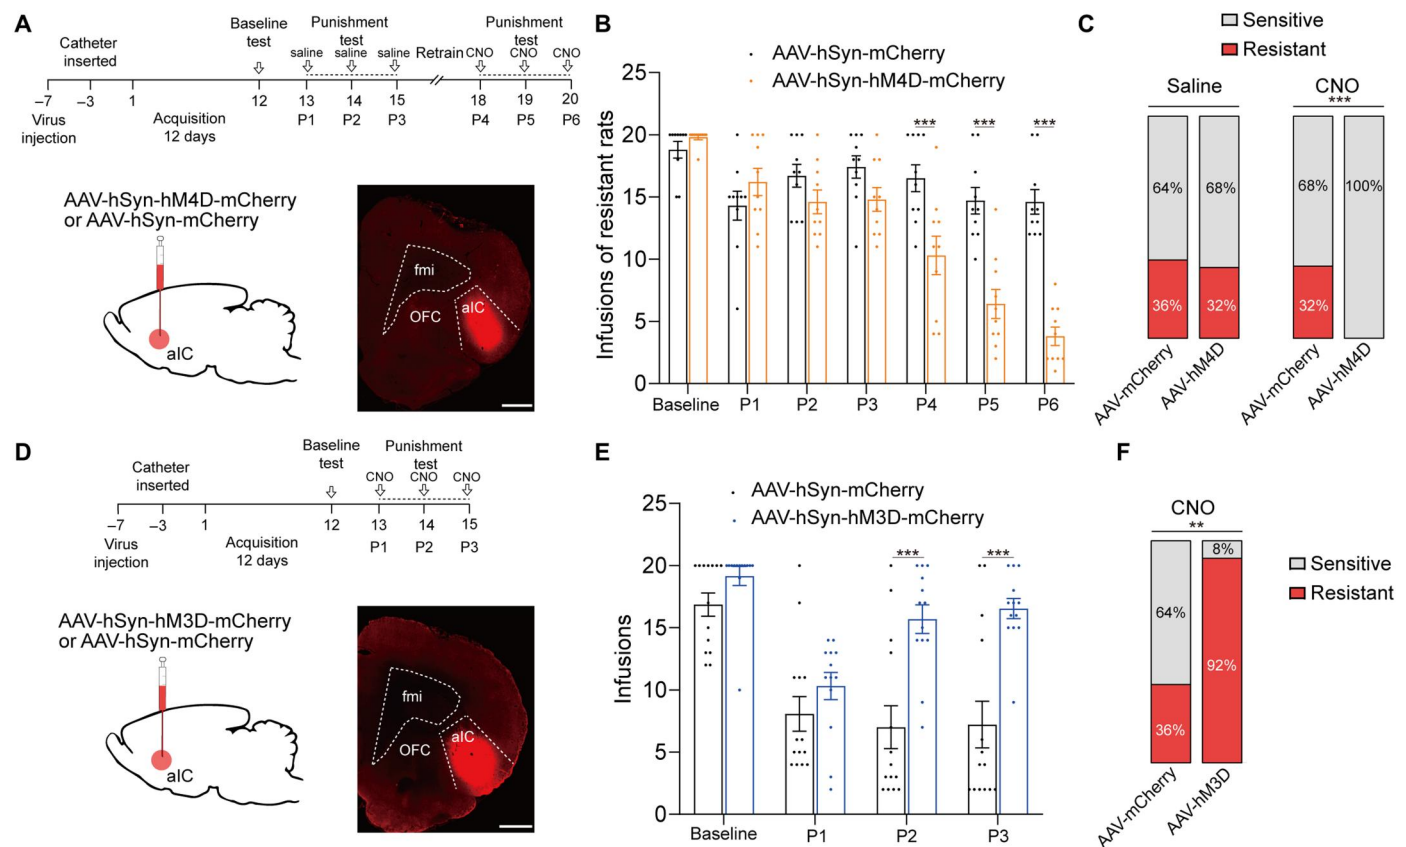 A
Baseline
test
Punishment
test
Punishment
test
Catheter
inserted
saline
saline
saline
Retrain
CNO
CNO
CNO
–7
–3
1
12
13
14
15
18
19
20
Virus
injection
Acquisition
12 days
P1
P2
P3
P4
P5
P6
AAV-hSyn-hM4D-mCherry
or AAV-hSyn-mCherry
aIC
fmi
OFC
aIC
B
AAV-hSyn-mCherry
AAV-hSyn-hM4D-mCherry
Infusions of resistant rats
25
20
15
10
5
0
***
***
***
Baseline
P1
P2
P3
P4
P5
P6
C
Sensitive
Resistant
Saline
CNO
***
64%
68%
68%
100%
36%
32%
32%
AAV-mCherry
AAV-hM4D
AAV-mCherry
AAV-hM4D
D
Baseline
test
Punishment
test
Catheter
inserted
CNO
CNO
CNO
–7
–3
1
12
13
14
15
Virus
injection
Acquisition
12 days
P1
P2
P3
AAV-hSyn-hM3D-mCherry
or AAV-hSyn-mCherry
aIC
fmi
OFC
aIC
E
AAV-hSyn-mCherry
AAV-hSyn-hM3D-mCherry
Infusions
25
20
15
10
5
0
***
***
Baseline
P1
P2
P3
F
CNO
**
8%
64%
92%
36%
AAV-mCherry
AAV-hM3D
Sensitive
Resistant